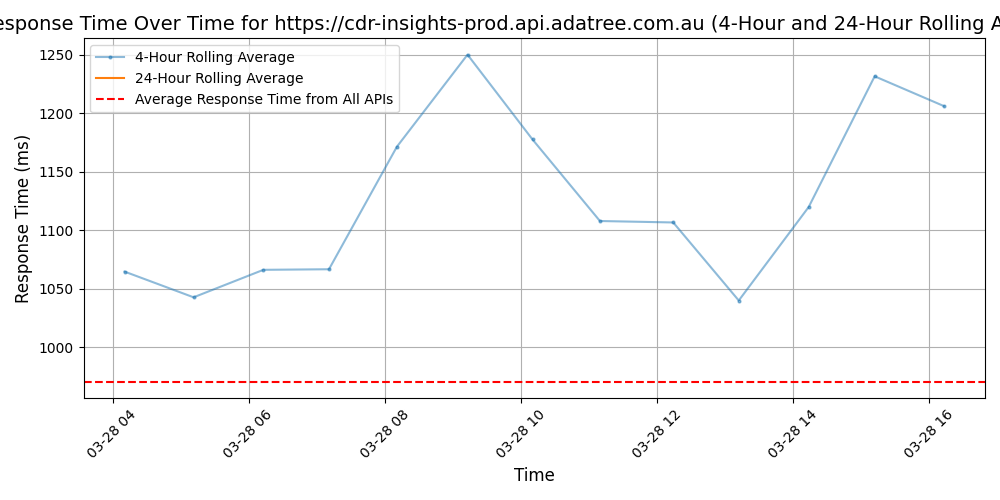 esponse Time Over Time for https://cdr-insights-prod.api.adatree.com.au (4-Hour and 24-Hour Rolling A
4-Hour Rolling Average
24-Hour Rolling Average
Average Response Time from All APIs
Response Time (ms)
1250
1200
1150
1100
1050
1000
03-28 04
03-28 06
03-28 08
03-28 10
03-28 12
03-28 14
03-28 16
Time